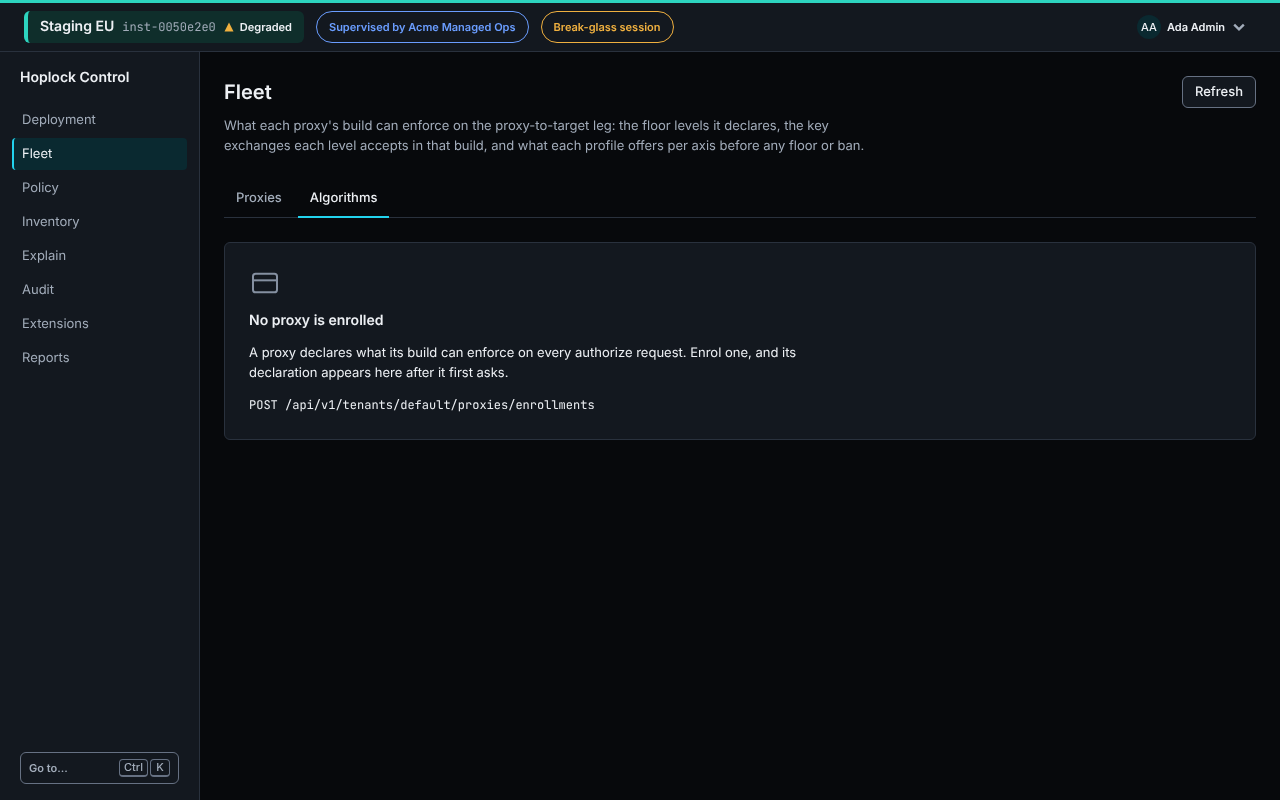 Staging EU inst-0050e2e0 Degraded Supervised by Acme Managed Ops Break-glass session AA Ada Admin
Hoplock Control
Deployment
Fleet
Policy
Inventory
Explain
Audit
Extensions
Reports
Go to... Ctrl K
Fleet
Refresh
What each proxy's build can enforce on the proxy-to-target leg: the floor levels it declares, the key
exchanges each level accepts in that build, and what each profile offers per axis before any floor or ban.
Proxies Algorithms
No proxy is enrolled
A proxy declares what its build can enforce on every authorize request. Enrol one, and its
declaration appears here after it first asks.
POST /api/v1/tenants/default/proxies/enrollments